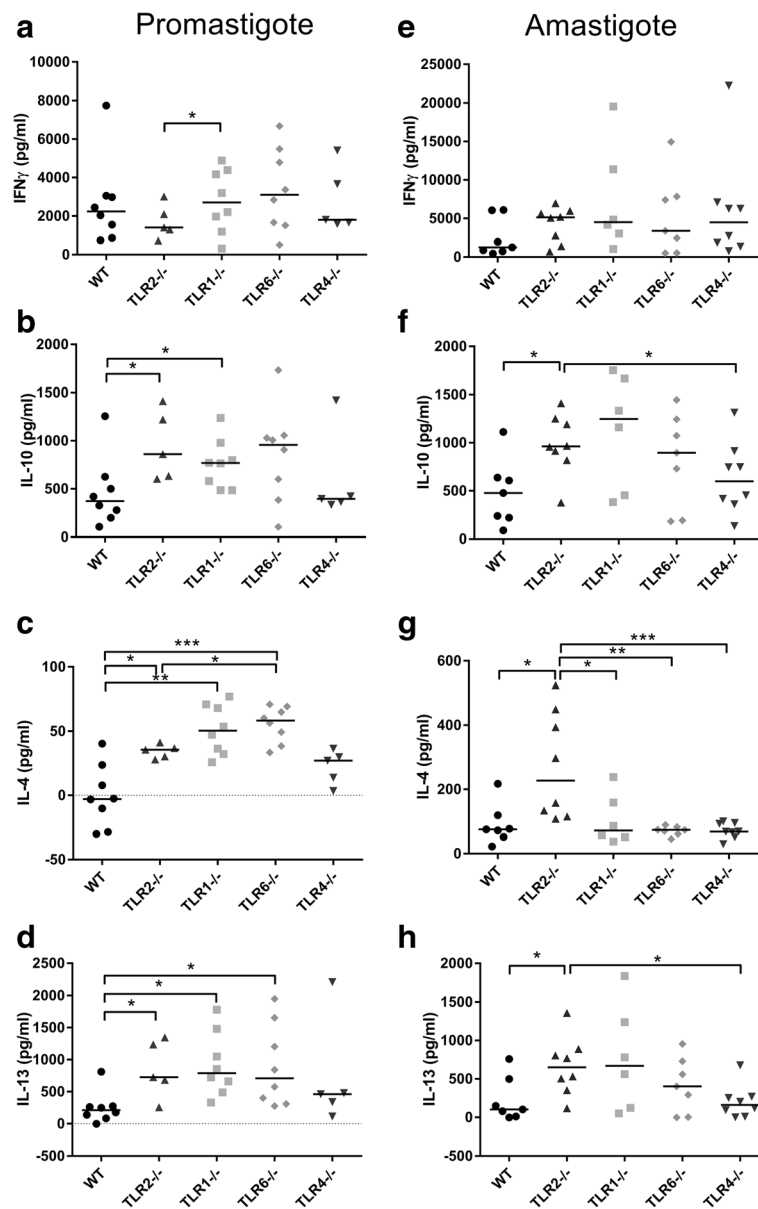 Promastigote
Amastigote
a
IFNγ (pg/ml)
10000
8000
6000
4000
2000
0
*
WT
TLR2-/-
TLR1-/-
TLR6-/-
TLR4-/-
e
IFNγ (pg/ml)
25000
20000
15000
10000
5000
0
WT
TLR2-/-
TLR1-/-
TLR6-/-
TLR4-/-
b
IL-10 (pg/ml)
2000
1500
1000
500
0
*
*
WT
TLR2-/-
TLR1-/-
TLR6-/-
TLR4-/-
f
IL-10 (pg/ml)
2000
1500
1000
500
0
*
*
WT
TLR2-/-
TLR1-/-
TLR6-/-
TLR4-/-
c
IL-4 (pg/ml)
100
50
0
-50
***
*
*
**
WT
TLR2-/-
TLR1-/-
TLR6-/-
TLR4-/-
g
IL-4 (pg/ml)
600
400
200
0
***
**
*
*
WT
TLR2-/-
TLR1-/-
TLR6-/-
TLR4-/-
d
IL-13 (pg/ml)
2500
2000
1500
1000
500
0
-500
*
*
*
WT
TLR2-/-
TLR1-/-
TLR6-/-
TLR4-/-
h
IL-13 (pg/ml)
2000
1500
1000
500
0
-500
*
*
WT
TLR2-/-
TLR1-/-
TLR6-/-
TLR4-/-